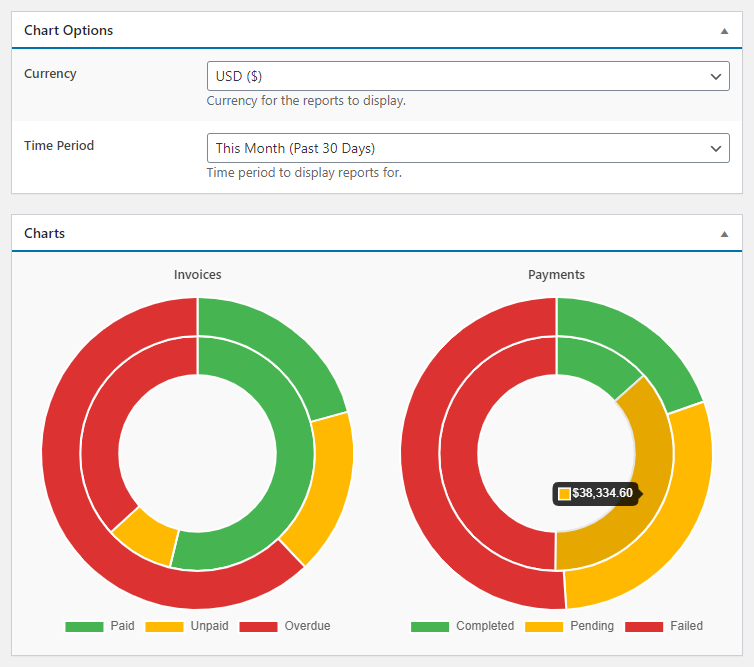 Chart Options
Currency
USD ($)
Currency for the reports to display.
Time Period
This Month (Past 30 Days)
Time period to display reports for.
Charts
Invoices
Payments
$38,334.60
Paid Unpaid Overdue
Completed Pending Failed